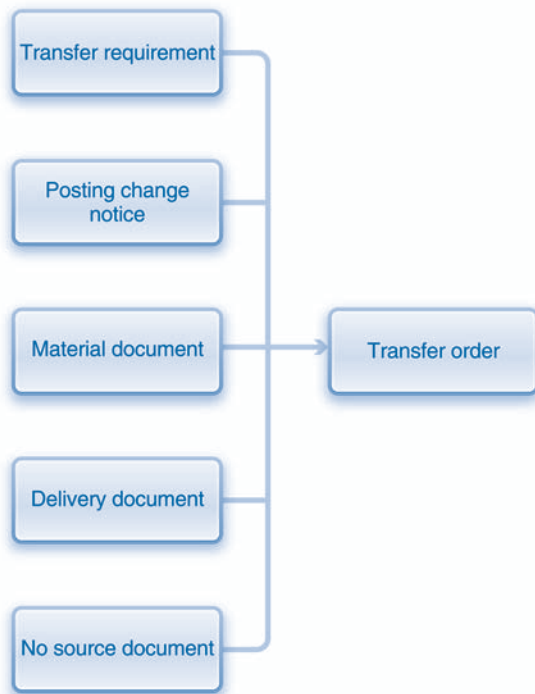 Transfer requirement
Posting change
notice
Material document
Transfer order
Delivery document
No source document